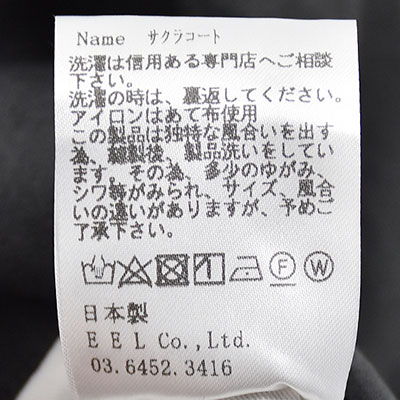 Name サクラコート
洗濯は信用ある専門店へご相談
下さい。
洗濯の時は、裏返してください。
アイロンはあて布使用
この製品は独特な風合いを出す
為、縫製後、製品洗いをしてい
ます。その為、多少のゆがみ、
シワ等がみられ、サイズ、風合
いの違いがありますが、予めご
了承下さい。
F W
日本製
EEL Co.,Ltd.
03.6452.3416